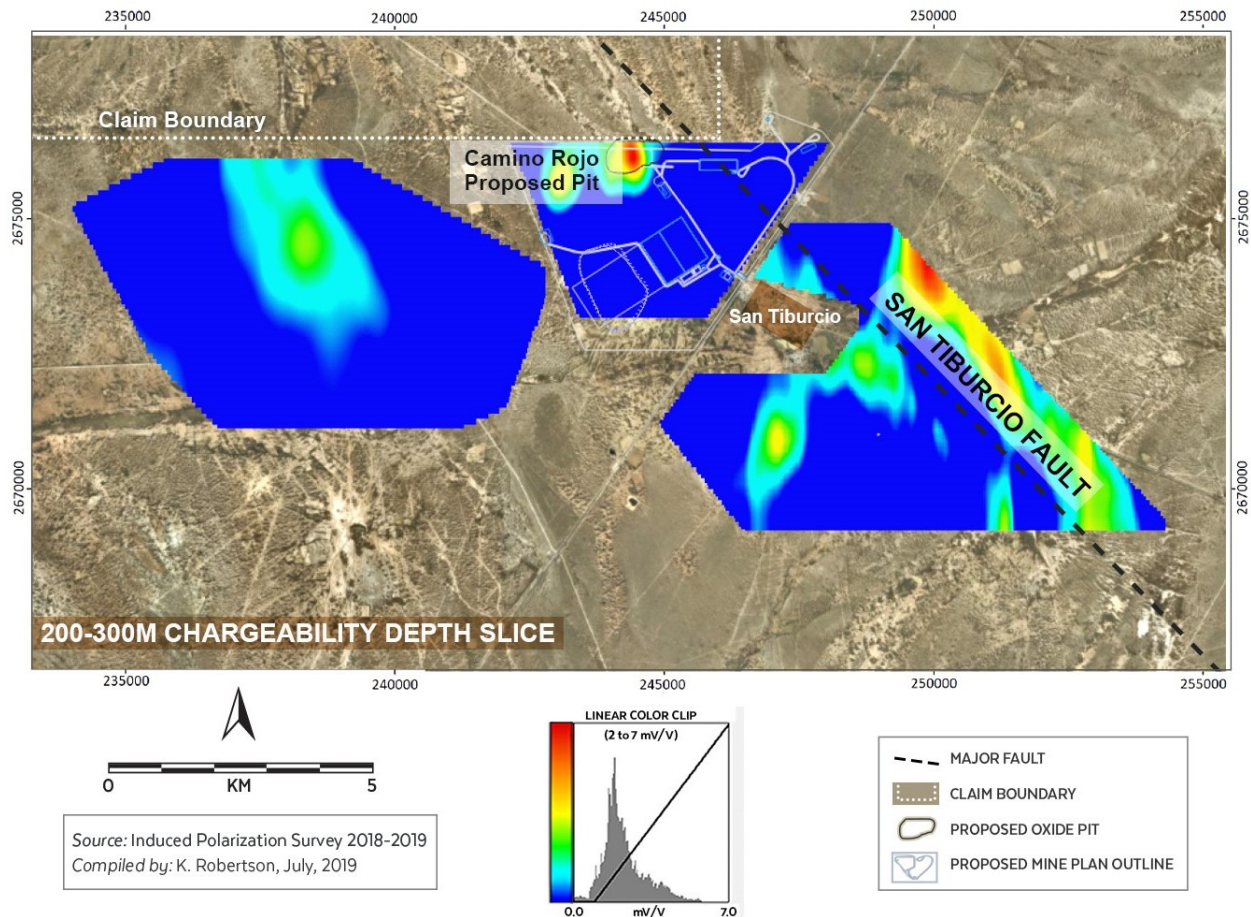 235000 240000 245000 250000 255000
Claim Boundary
Camino Rojo
Proposed Pit
2675000
2675000
San Tiburcio
SAN TIBURCIO FAULT
2670000
2670000
200-300M CHARGEABILITY DEPTH SLICE
235000 240000 245000 250000 255000
0 KM 5
Source: Induced Polarization Survey 2018-2019
Compiled by: K. Robertson, July, 2019
LINEAR COLOR CLIP
(2 to 7 mV/V)
0.0 mV/V 7.0
MAJOR FAULT
CLAIM BOUNDARY
PROPOSED OXIDE PIT
PROPOSED MINE PLAN OUTLINE